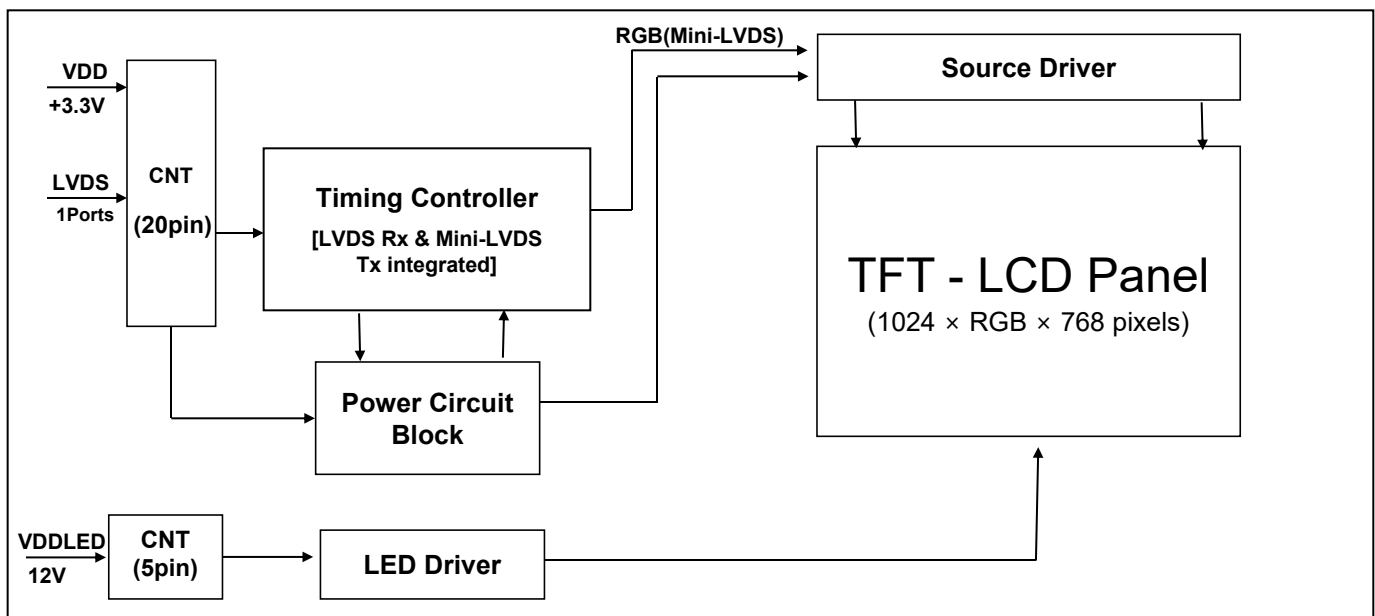 RGB(Mini-LVDS)
VDD
+3.3V
LVDS
1Ports
CNT
(20pin)
Timing Controller
[LVDS Rx & Mini-LVDS
Tx integrated]
Source Driver
TFT - LCD Panel
(1024 × RGB × 768 pixels)
Power Circuit
Block
VDDLED
12V
CNT
(5pin)
LED Driver